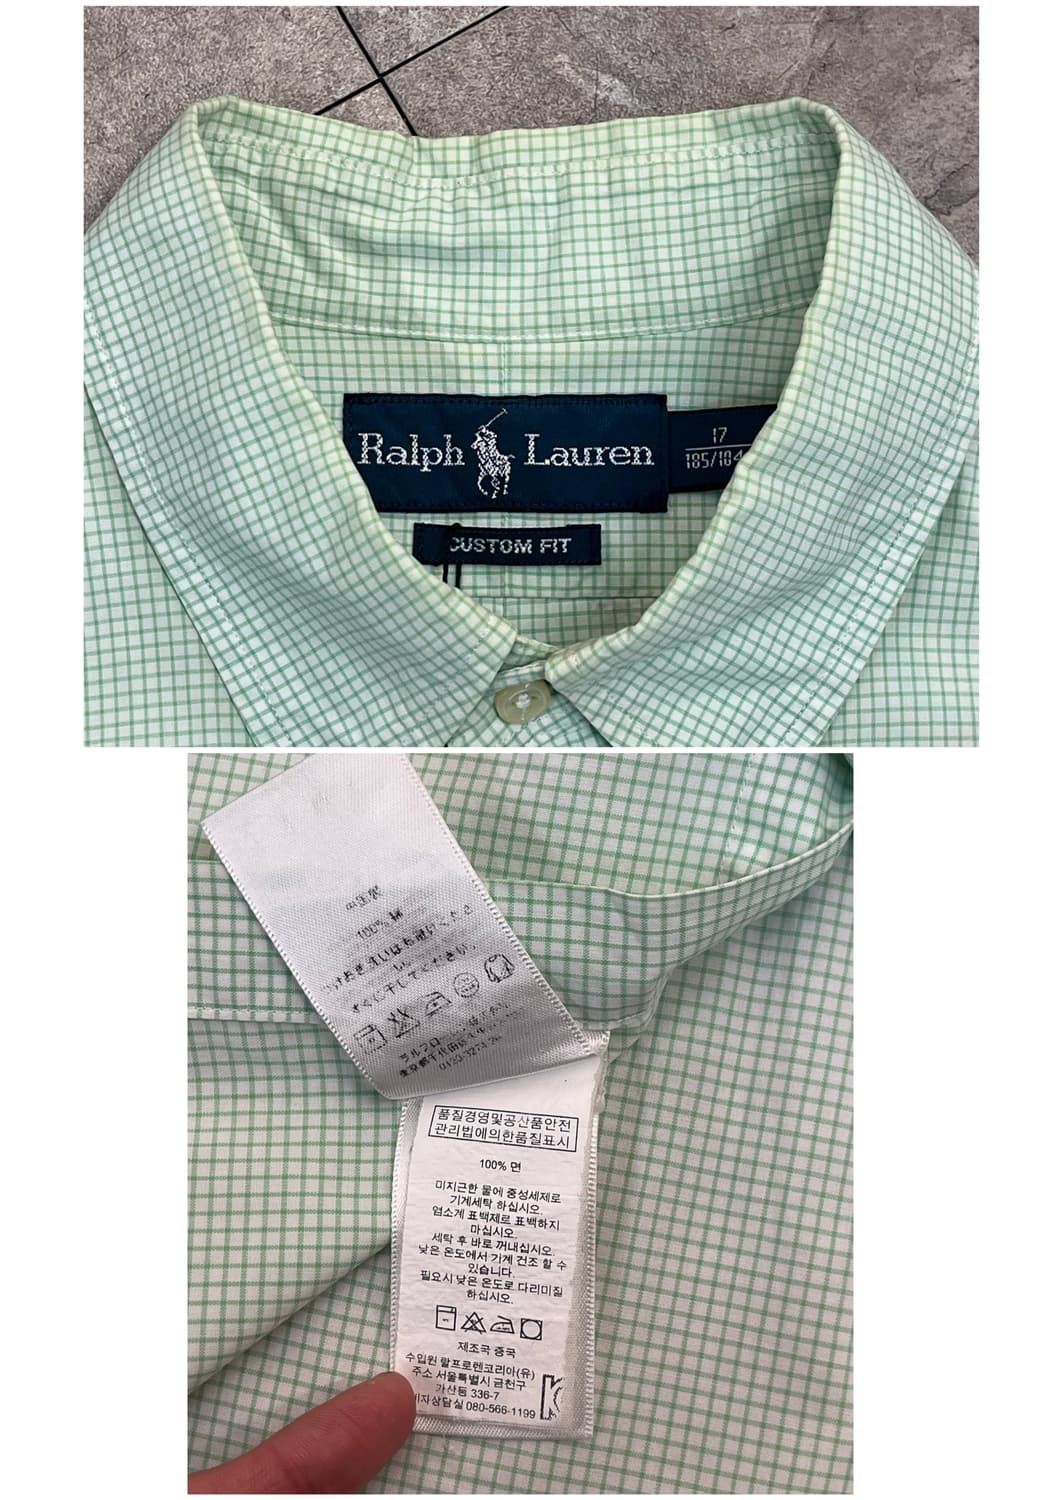 Ralph Lauren
17
185/104
CUSTOM FIT
100% 綿
품질경영및공산품안전
관리법에의한품질표시
100% 면
미지근한 물에 중성세제로
기계세탁 하십시오.
염소계 표백제로 표백하지
마십시오.
세탁 후 바로 꺼내십시오.
낮은 온도에서 기계 건조 할 수
있습니다.
필요시 낮은 온도로 다리미질
하십시오.
제조국 중국
수입원 랄프로렌코리아(유)
주소 서울특별시 금천구
가산동 336-7
080-566-1199